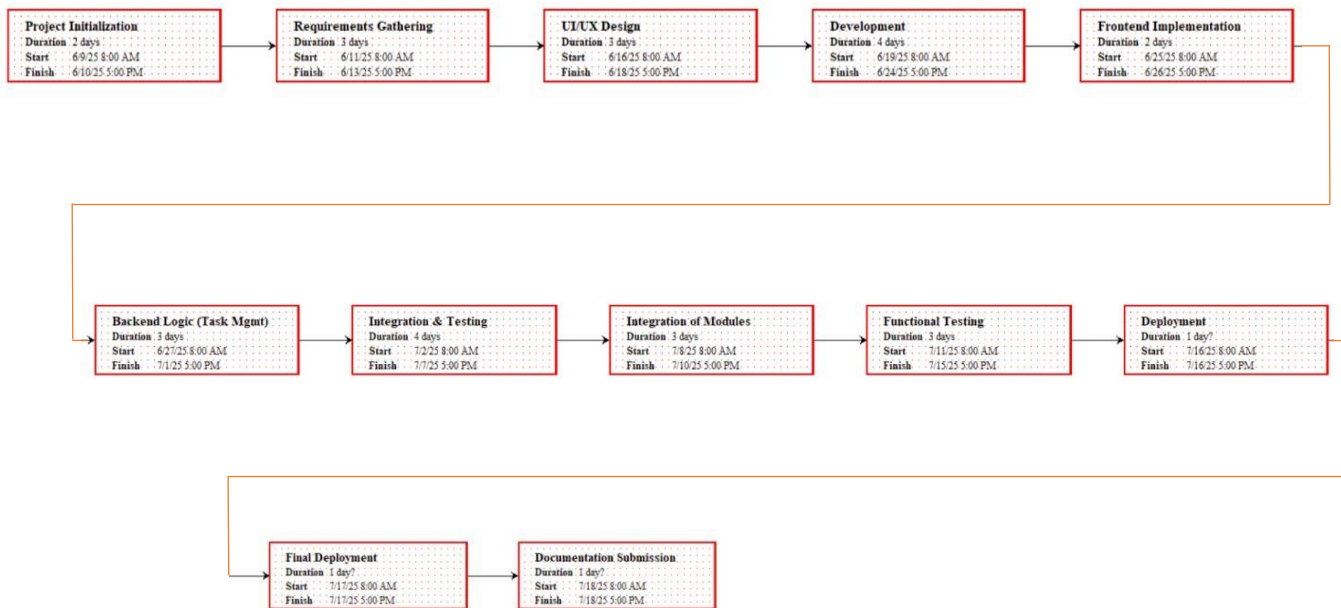 Project Initialization
Duration 2 days
Start 6/9/25 8:00 AM
Finish 6/10/25 5:00 PM
Requirements Gathering
Duration 3 days
Start 6/11/25 8:00 AM
Finish 6/13/25 5:00 PM
UI/UX Design
Duration 3 days
Start 6/16/25 8:00 AM
Finish 6/18/25 5:00 PM
Development
Duration 4 days
Start 6/19/25 8:00 AM
Finish 6/24/25 5:00 PM
Frontend Implementation
Duration 2 days
Start 6/25/25 8:00 AM
Finish 6/26/25 5:00 PM
Backend Logic (Task Mgmt)
Duration 3 days
Start 6/27/25 8:00 AM
Finish 7/1/25 5:00 PM
Integration & Testing
Duration 4 days
Start 7/2/25 8:00 AM
Finish 7/7/25 5:00 PM
Integration of Modules
Duration 3 days
Start 7/8/25 8:00 AM
Finish 7/10/25 5:00 PM
Functional Testing
Duration 3 days
Start 7/11/25 8:00 AM
Finish 7/15/25 5:00 PM
Deployment
Duration 1 day?
Start 7/16/25 8:00 AM
Finish 7/16/25 5:00 PM
Final Deployment
Duration 1 day?
Start 7/17/25 8:00 AM
Finish 7/17/25 5:00 PM
Documentation Submission
Duration 1 day?
Start 7/18/25 8:00 AM
Finish 7/18/25 5:00 PM